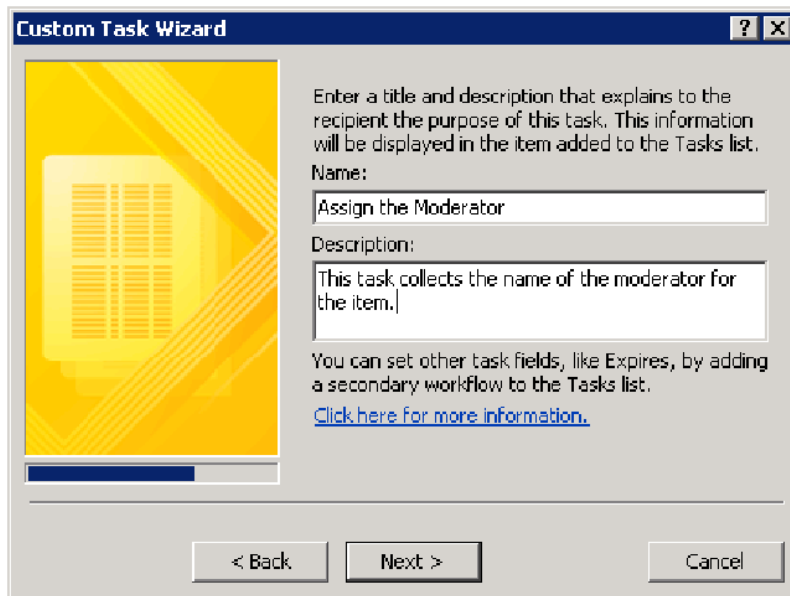 Custom Task Wizard
? X
Enter a title and description that explains to the
recipient the purpose of this task. This information
will be displayed in the item added to the Tasks list.
Name:
Assign the Moderator
Description:
This task collects the name of the moderator for
the item.
You can set other task fields, like Expires, by adding
a secondary workflow to the Tasks list.
Click here for more information.
< Back
Next >
Cancel